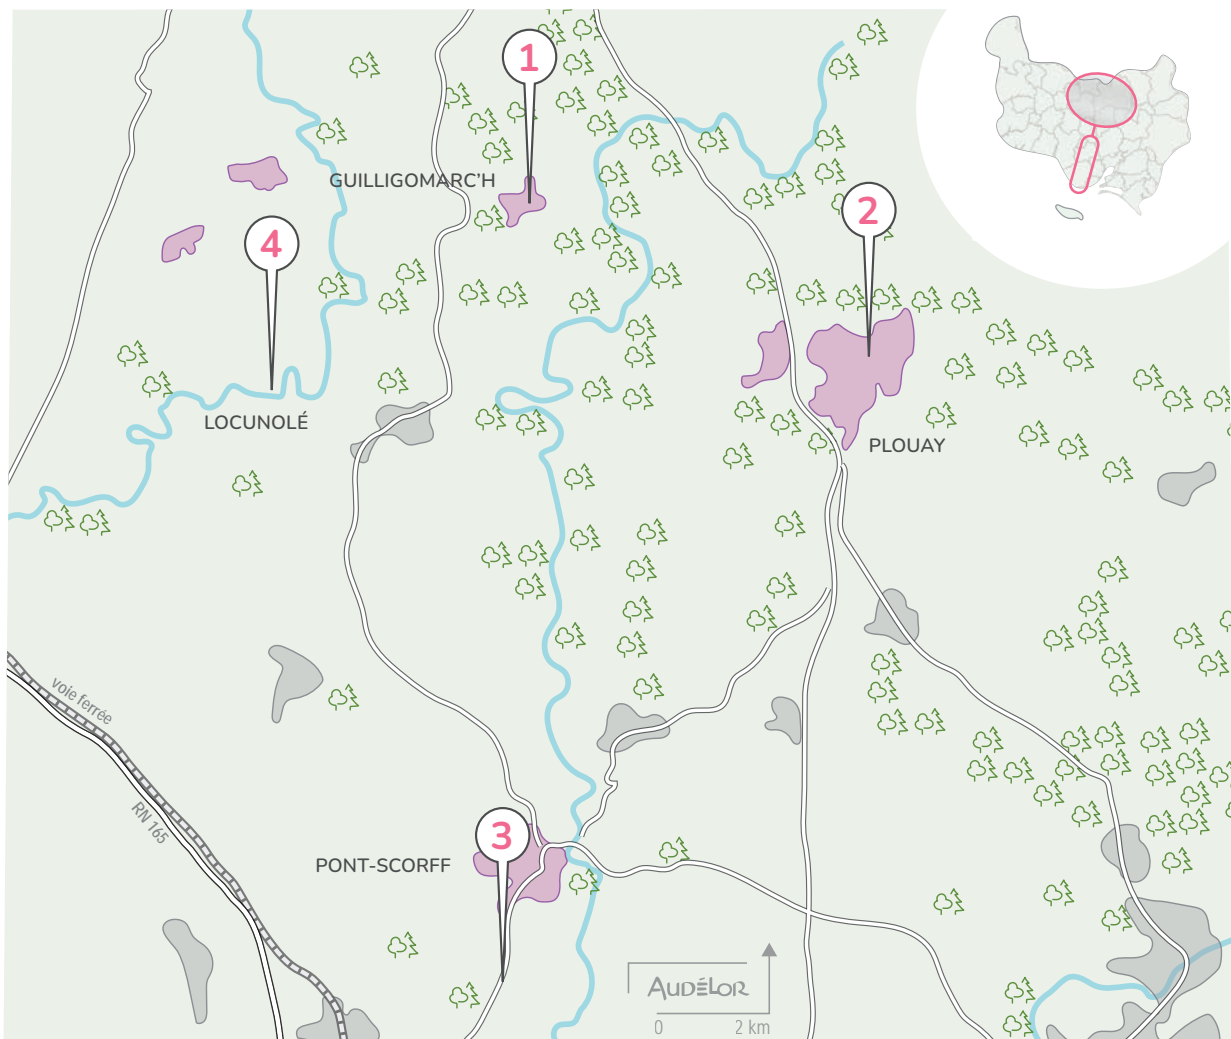 1
GUILLIGOMARC'H
2
4
LOCUNOLÉ
PLOUAY
voie ferrée
RN 165
3
PONT-SCORFF
AUDÉLOR
0 2 km